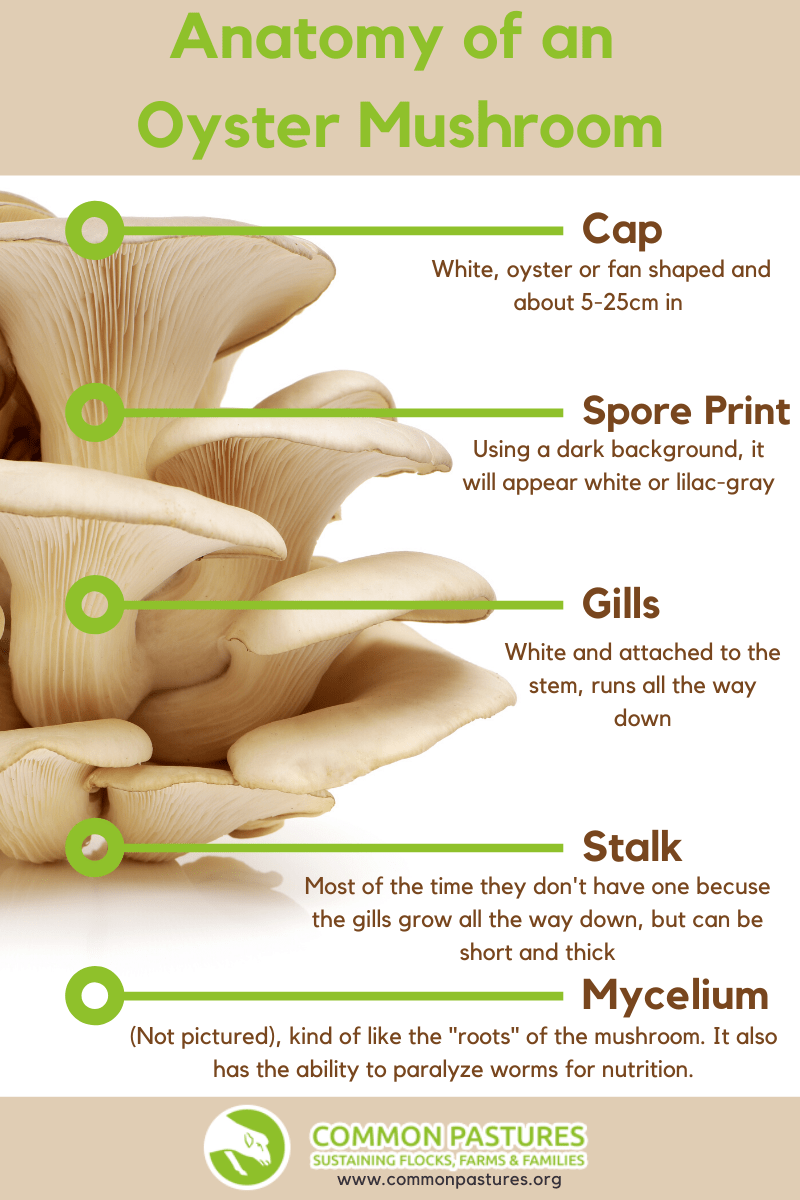 Anatomy of an
Oyster Mushroom
Cap
White, oyster or fan shaped and
about 5-25cm in
Spore Print
Using a dark background, it
will appear white or lilac-gray
Gills
White and attached to the
stem, runs all the way
down
Stalk
Most of the time they don't have one becuse
the gills grow all the way down, but can be
short and thick
Mycelium
(Not pictured), kind of like the "roots" of the mushroom. It also
has the ability to paralyze worms for nutrition.
COMMON PASTURES
SUSTAINING FLOCKS, FARMS & FAMILIES
www.commonpastures.org